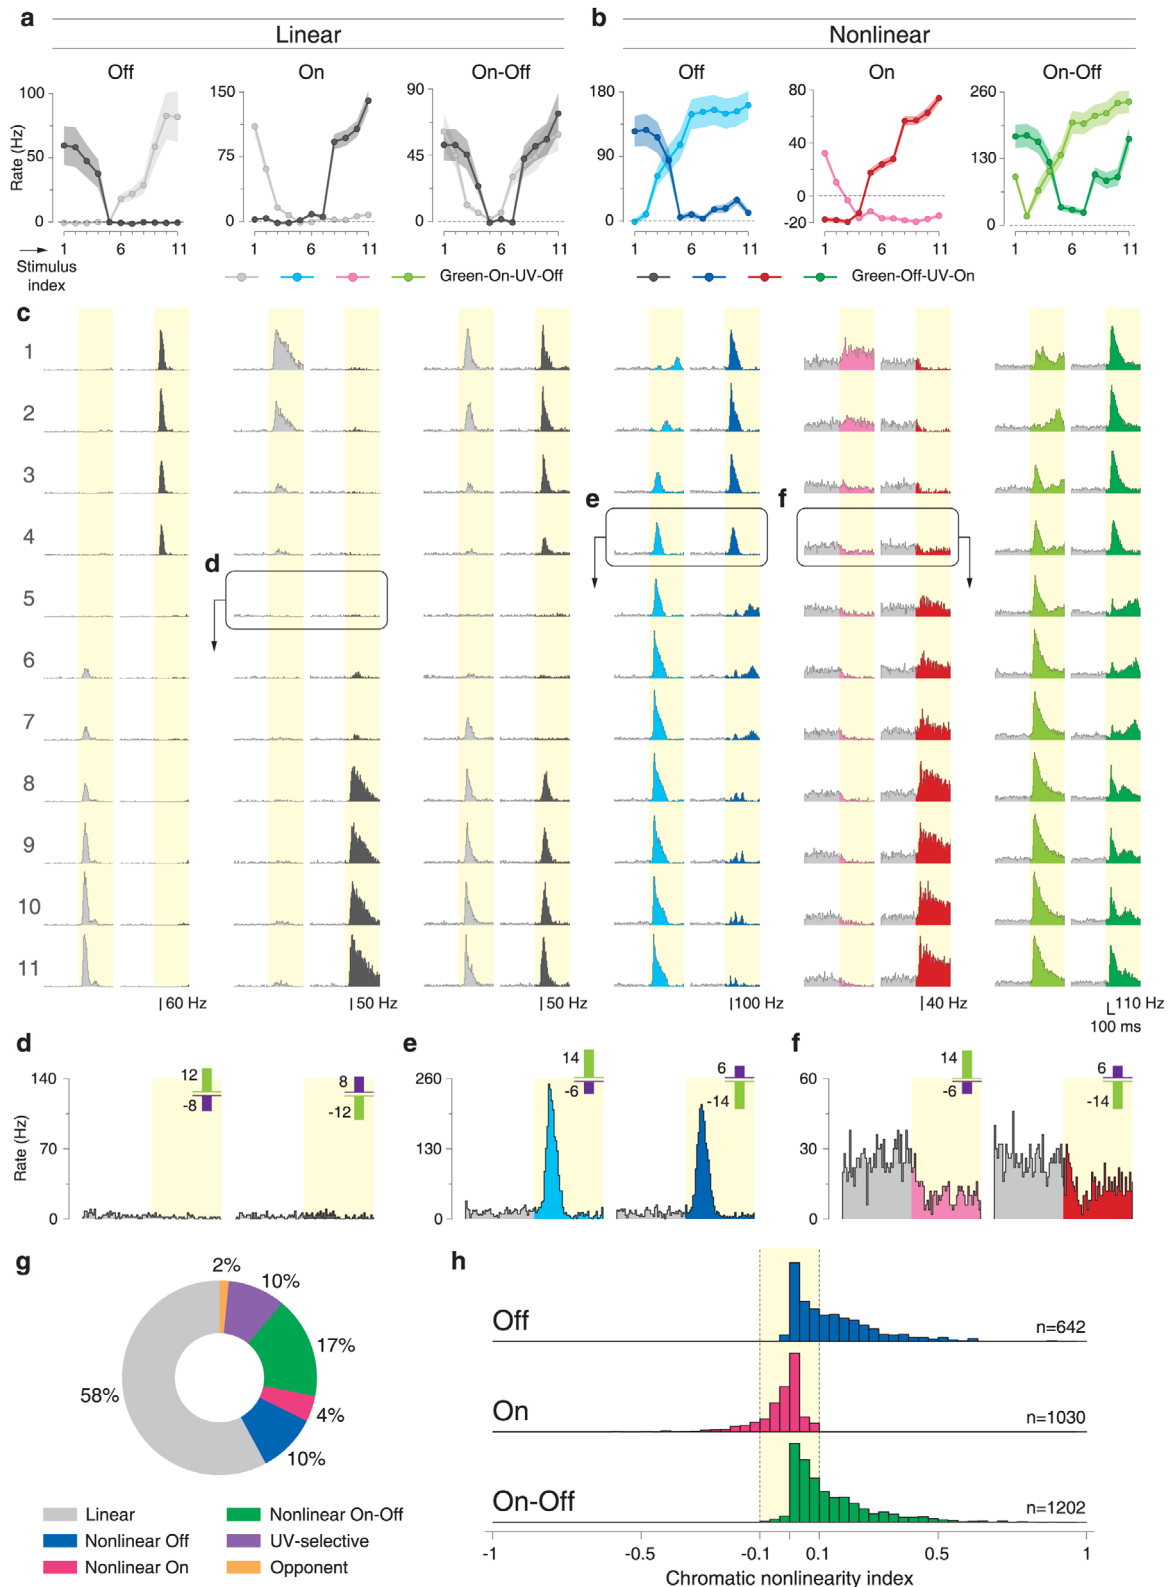 a
Linear
b
Nonlinear
Off
On
On-Off
Off
On
On-Off
Rate (Hz)
100
50
0
150
75
0
90
45
0
180
90
0
80
40
0
-20
260
130
0
1 6 11
1 6 11
1 6 11
1 6 11
1 6 11
1 6 11
Stimulus
index
Green-On-UV-Off
Green-Off-UV-On
c
1
2
3
4
5
6
7
8
9
10
11
d
e
f
60 Hz
50 Hz
50 Hz
100 Hz
40 Hz
110 Hz
100 ms
d
Rate (Hz)
140
70
0
12
-8
8
-12
e
260
130
0
14
-6
6
-14
f
60
30
0
14
-6
6
-14
g
2%
10%
17%
4%
10%
58%
Linear
Nonlinear Off
Nonlinear On
Nonlinear On-Off
UV-selective
Opponent
h
Off
n=642
On
n=1030
On-Off
n=1202
-1 -0.5 -0.1 0.1 0.5 1
Chromatic nonlinearity index